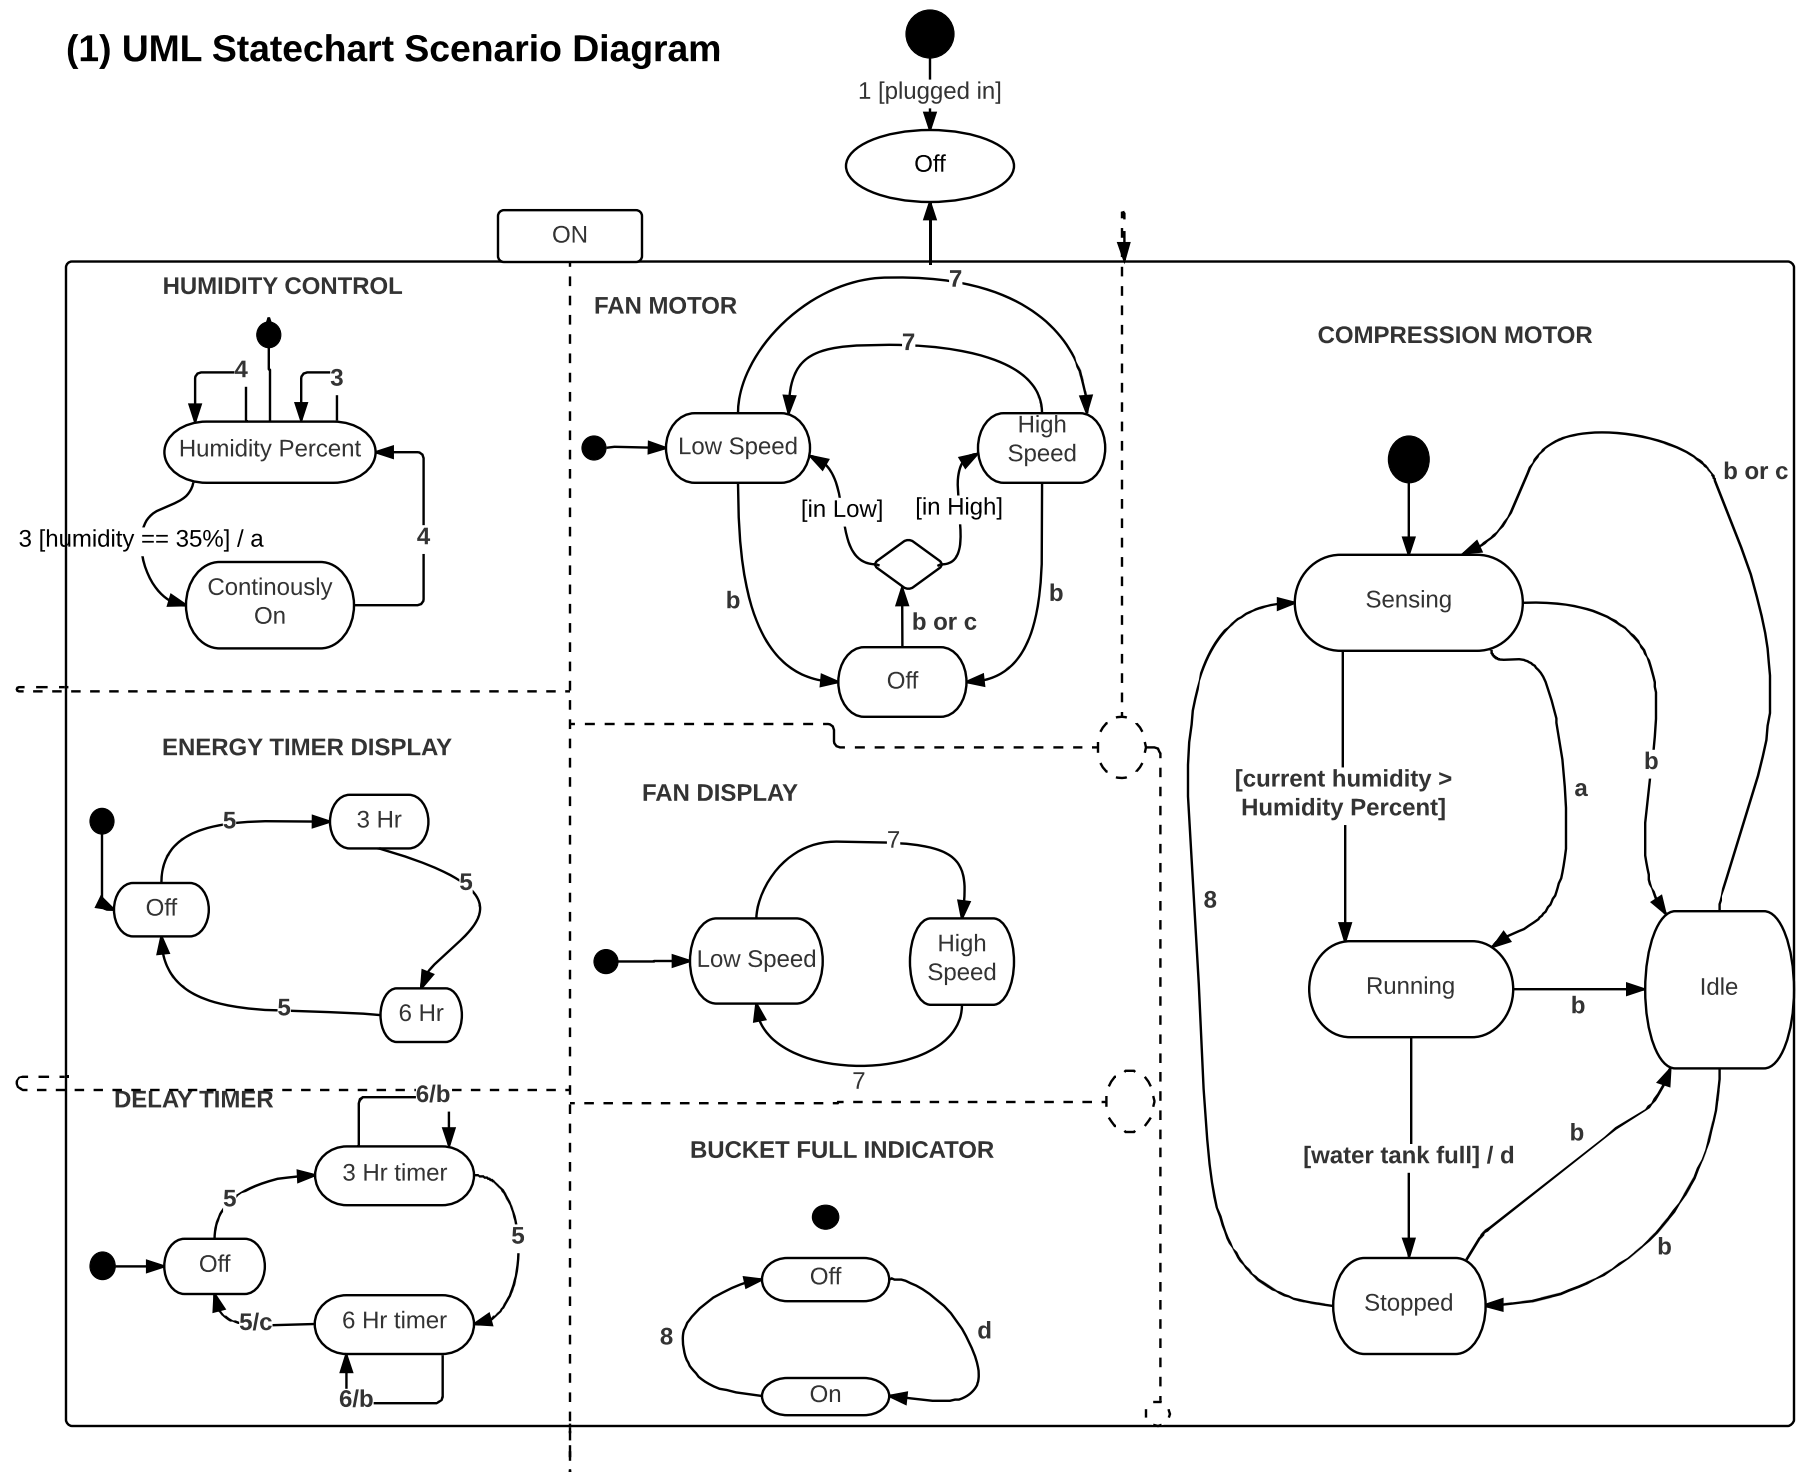 (1) UML Statechart Scenario Diagram
1 [plugged in]
Off
ON
HUMIDITY CONTROL
4
3
Humidity Percent
3 [humidity == 35%] / a
4
Continously
On
FAN MOTOR
7
7
Low Speed
High
Speed
[in Low]
[in High]
b
b
b or c
Off
COMPRESSION MOTOR
b or c
Sensing
[current humidity >
Humidity Percent]
a
b
8
Running
b
Idle
[water tank full] / d
b
b
Stopped
ENERGY TIMER DISPLAY
5
3 Hr
5
Off
5
6 Hr
FAN DISPLAY
7
Low Speed
High
Speed
7
DELAY TIMER
6/b
3 Hr timer
5
5
Off
5/c
6 Hr timer
6/b
BUCKET FULL INDICATOR
Off
8
d
On